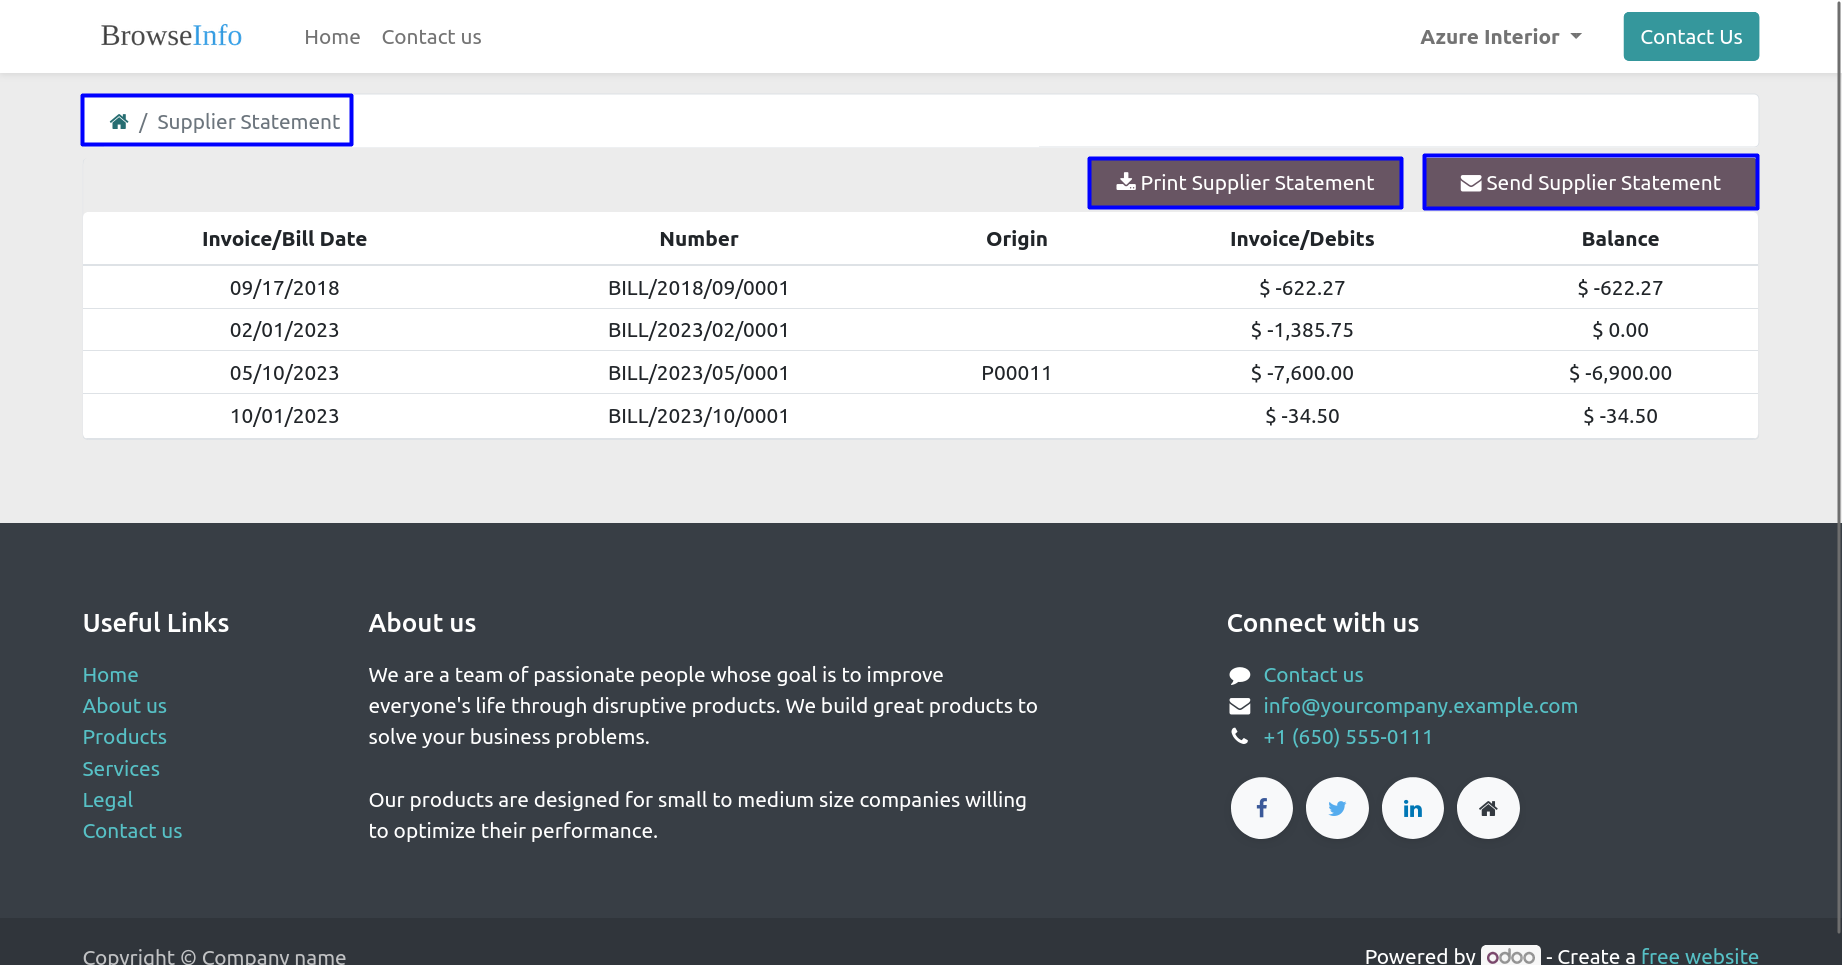 BrowseInfo Home Contact us Azure Interior Contact Us
/ Supplier Statement
Print Supplier Statement Send Supplier Statement
Invoice/Bill Date Number Origin Invoice/Debits Balance
09/17/2018 BILL/2018/09/0001 $ -622.27 $ -622.27
02/01/2023 BILL/2023/02/0001 $ -1,385.75 $ 0.00
05/10/2023 BILL/2023/05/0001 P00011 $ -7,600.00 $ -6,900.00
10/01/2023 BILL/2023/10/0001 $ -34.50 $ -34.50
Useful Links
Home
About us
Products
Services
Legal
Contact us
About us
We are a team of passionate people whose goal is to improve
everyone's life through disruptive products. We build great products to
solve your business problems.
Our products are designed for small to medium size companies willing
to optimize their performance.
Connect with us
Contact us
info@yourcompany.example.com
+1 (650) 555-0111
Copyright © Company name
Powered by odoo - Create a free website